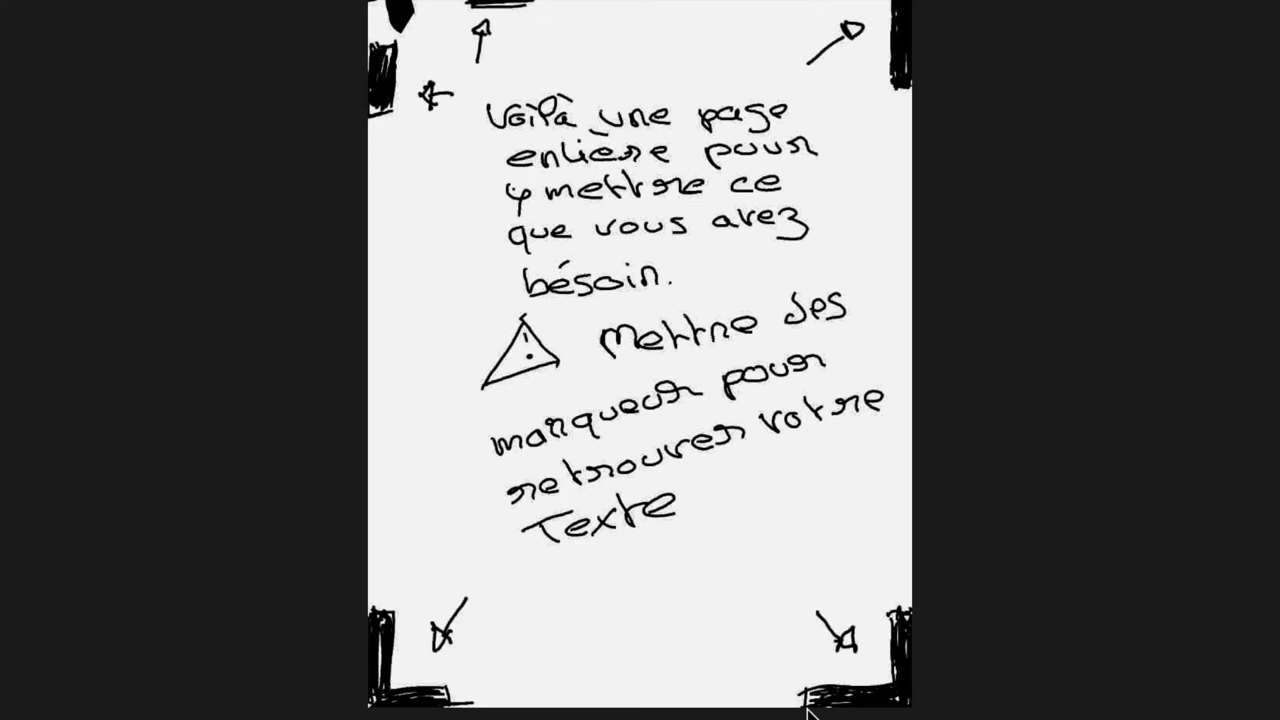 Voilà une page
entière pour
y mettre ce
que vous avez
bésoin.
Mettre des
marqueur pour
retrouver votre
Texte